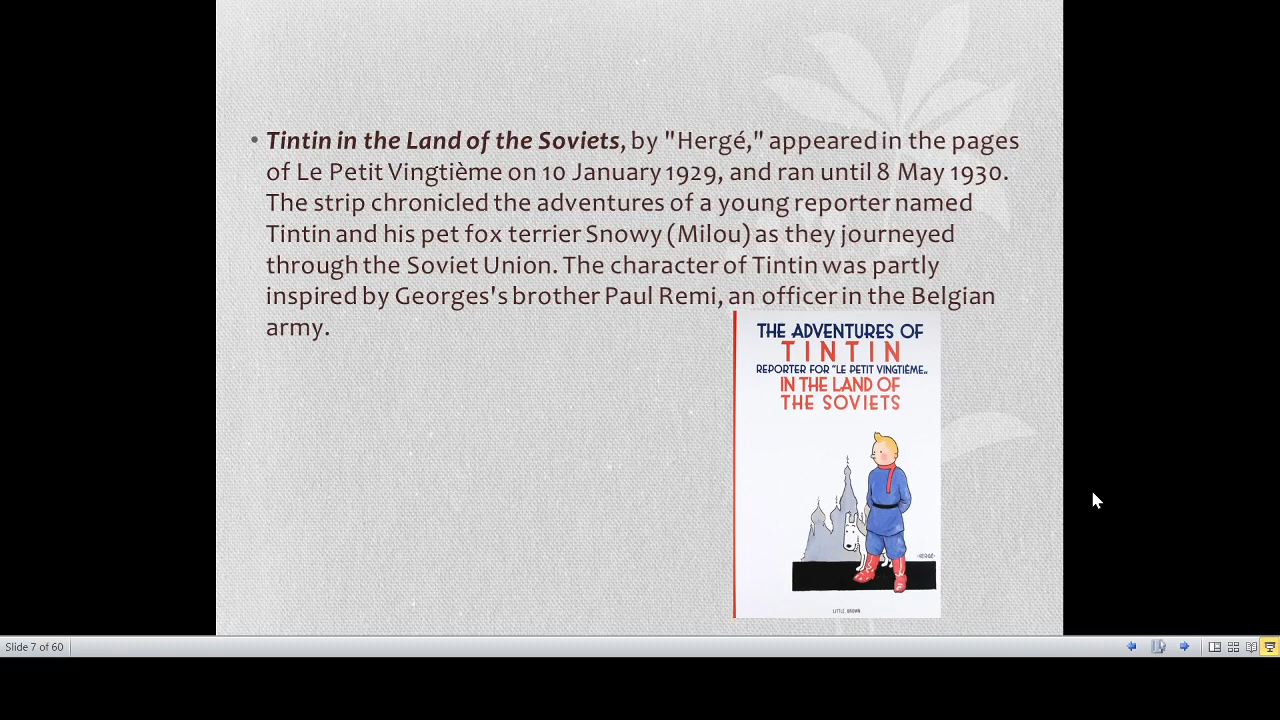 • Tintin in the Land of the Soviets, by "Hergé," appeared in the pages
of Le Petit Vingtième on 10 January 1929, and ran until 8 May 1930.
The strip chronicled the adventures of a young reporter named
Tintin and his pet fox terrier Snowy (Milou) as they journeyed
through the Soviet Union. The character of Tintin was partly
inspired by Georges's brother Paul Remi, an officer in the Belgian
army.
THE ADVENTURES OF
TINTIN
REPORTER FOR "LE PETIT VINGTIÈME„
IN THE LAND OF
THE SOVIETS
-HERGÉ-
LITTLE, BROWN
Slide 7 of 60